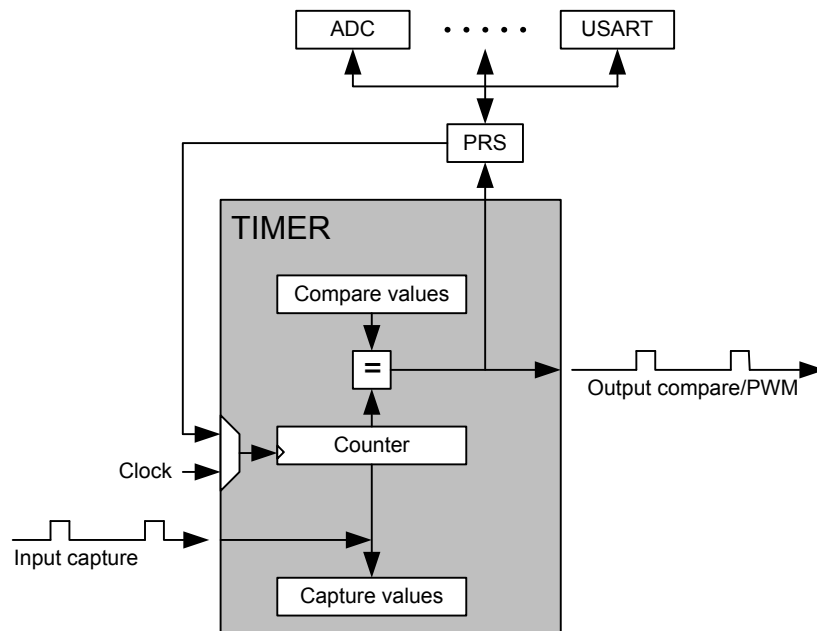 ADC
USART
PRS
TIMER
Compare values
=
Output compare/PWM
Counter
Clock
Input capture
Capture values